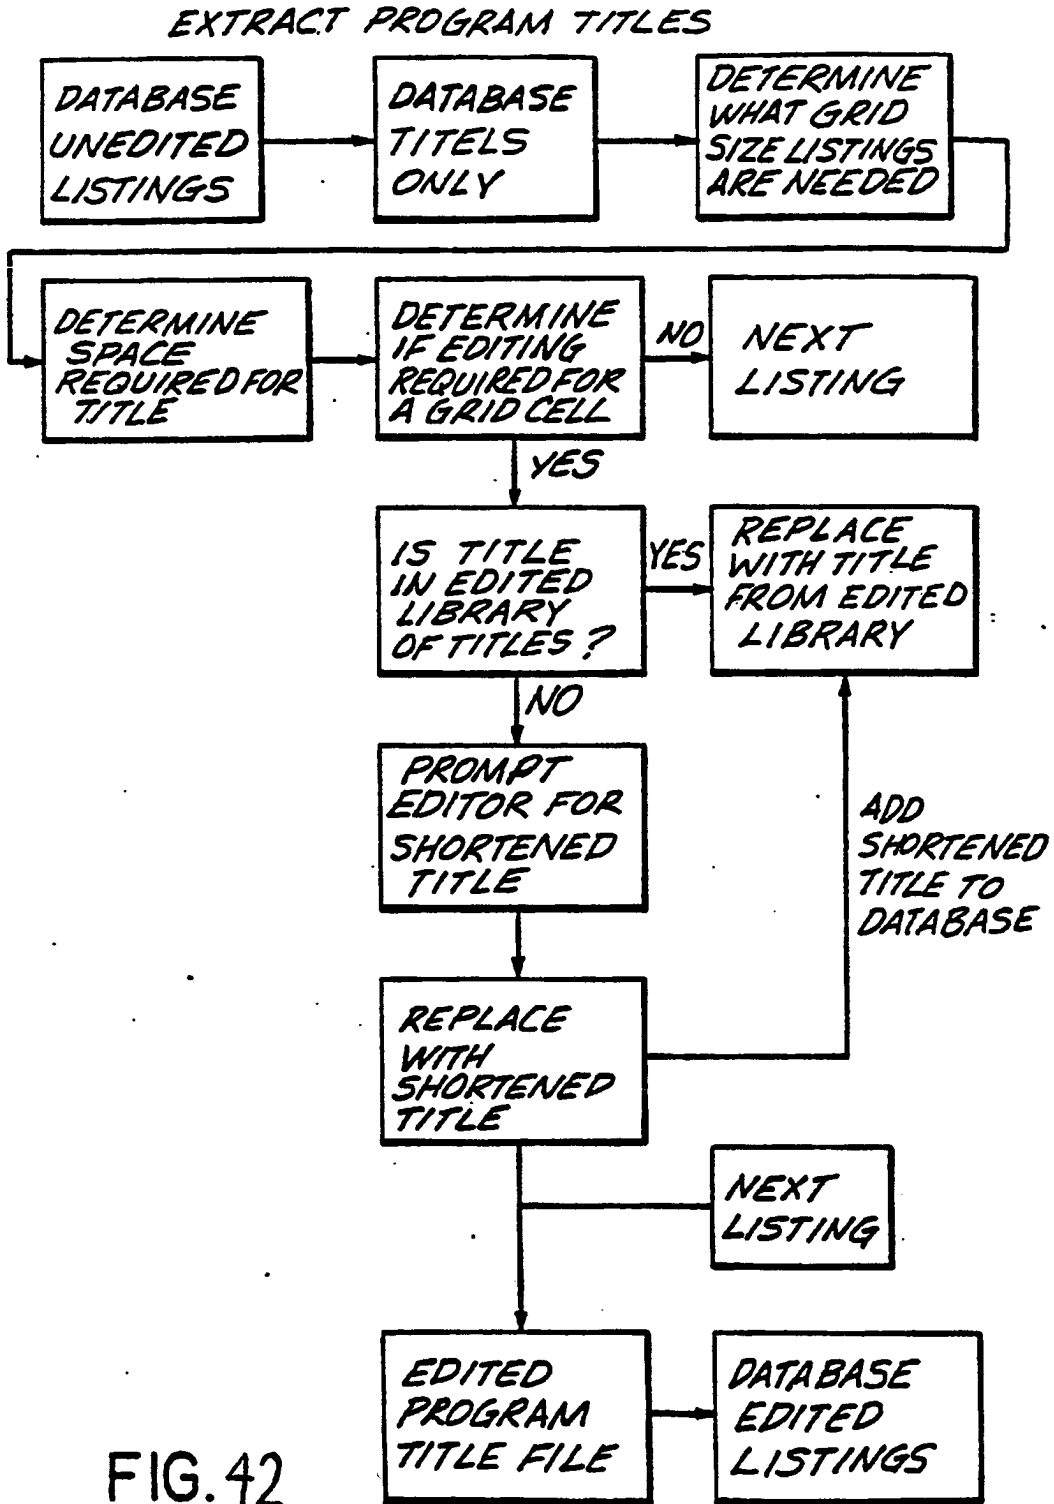 EXTRACT PROGRAM TITLES
DATABASE
UNEDITED
LISTINGS
DATABASE
TITELS
ONLY
DETERMINE
WHAT GRID
SIZE LISTINGS
ARE NEEDED
DETERMINE
SPACE
REQUIRED FOR
TITLE
DETERMINE
IF EDITING
REQUIRED FOR
A GRID CELL
NO
NEXT
LISTING
YES
IS TITLE
IN EDITED
LIBRARY
OF TITLES?
YES
REPLACE
WITH TITLE
FROM EDITED
LIBRARY
NO
PROMPT
EDITOR FOR
SHORTENED
TITLE
ADD
SHORTENED
TITLE TO
DATABASE
REPLACE
WITH
SHORTENED
TITLE
NEXT
LISTING
EDITED
PROGRAM
TITLE FILE
DATABASE
EDITED
LISTINGS
FIG. 42